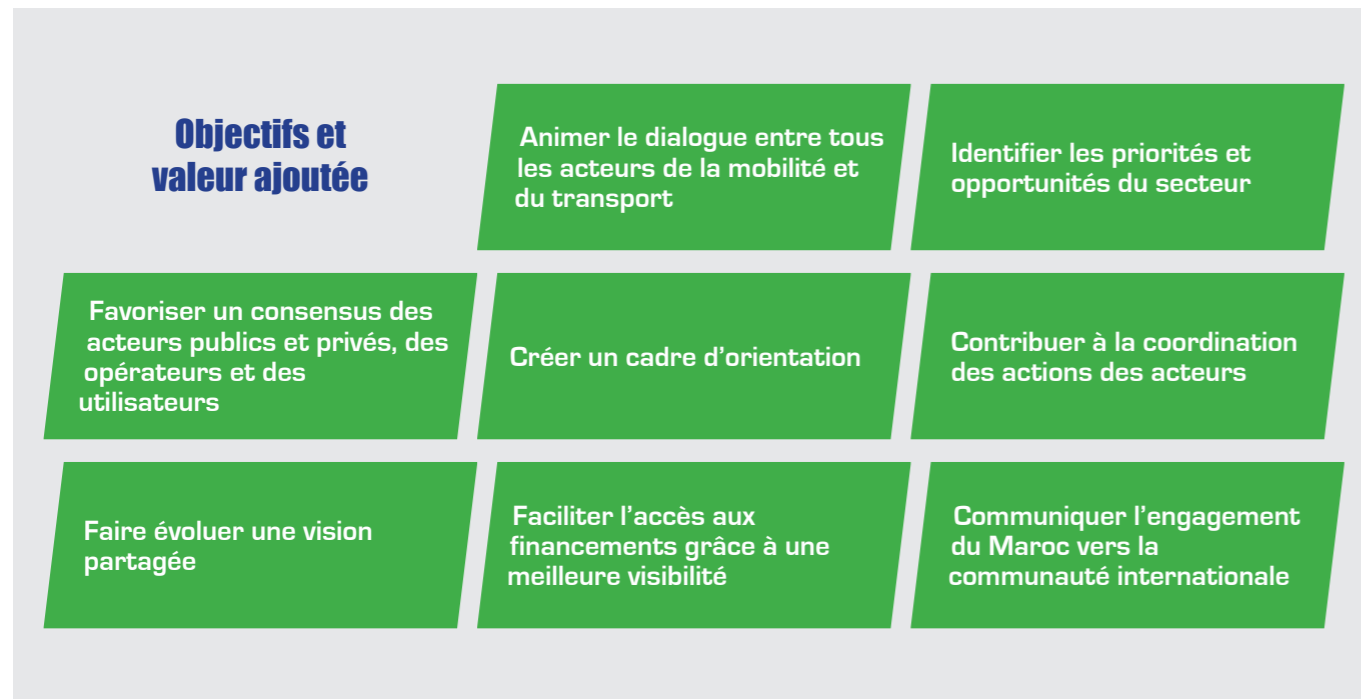 Objectifs et
valeur ajoutée
Animer le dialogue entre tous
les acteurs de la mobilité et
du transport
Identifier les priorités et
opportunités du secteur
Favoriser un consensus des
acteurs publics et privés, des
opérateurs et des
utilisateurs
Créer un cadre d’orientation
Contribuer à la coordination
des actions des acteurs
Faire évoluer une vision
partagée
Faciliter l’accès aux
financements grâce à une
meilleure visibilité
Communiquer l’engagement
du Maroc vers la
communauté internationale